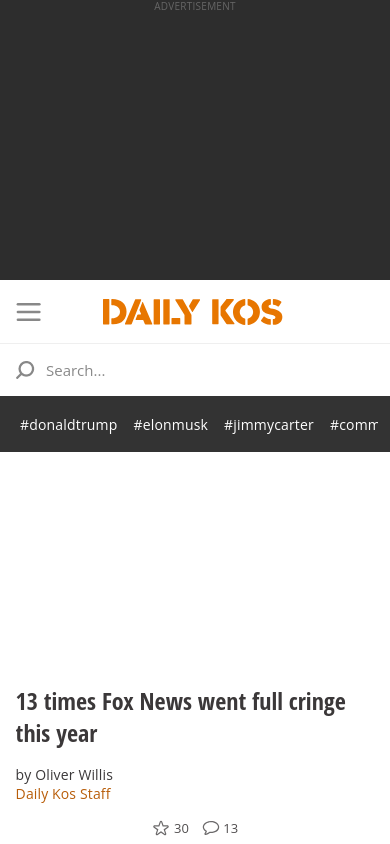 ADVERTISEMENT
DAILY KOS
Search...
#donaldtrump #elonmusk #jimmycarter #comm
13 times Fox News went full cringe
this year
by Oliver Willis
Daily Kos Staff
30 13